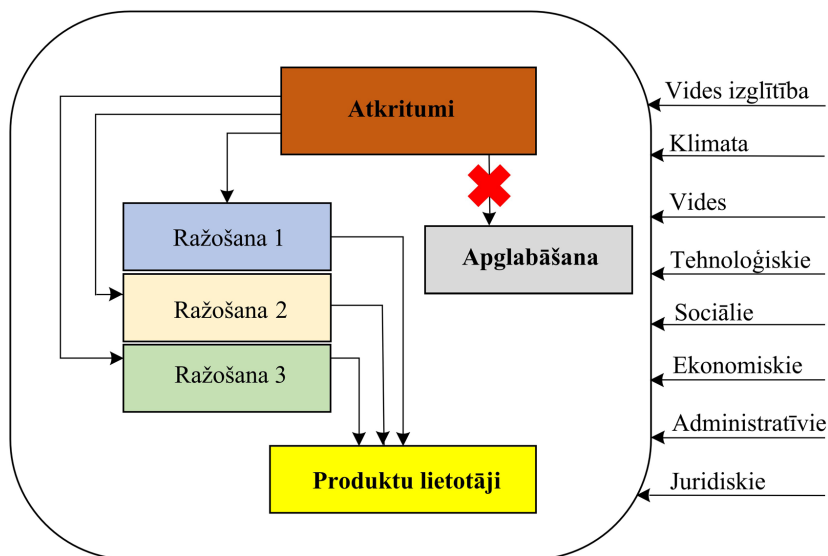 Atkritumi
Ražošana 1
Ražošana 2
Ražošana 3
Apglabāšana
Produktu lietotāji
Vides izglītība
Klimata
Vides
Tehnoloģiskie
Sociālie
Ekonomiskie
Administratīvie
Juridiskie